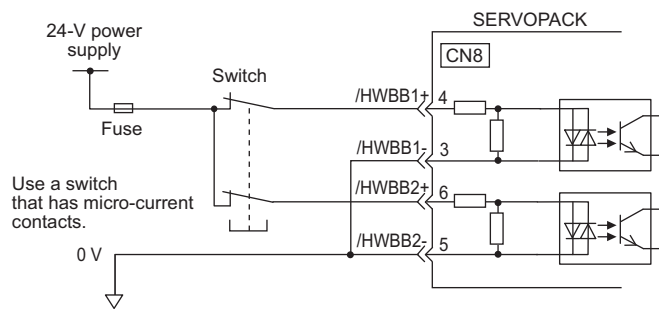 SERVOPACK
24-V power
supply
CN8
Switch
Fuse
/HWBB1+ 4
/HWBB1- 3
Use a switch
that has micro-current
contacts.
/HWBB2+ 6
0 V
/HWBB2- 5